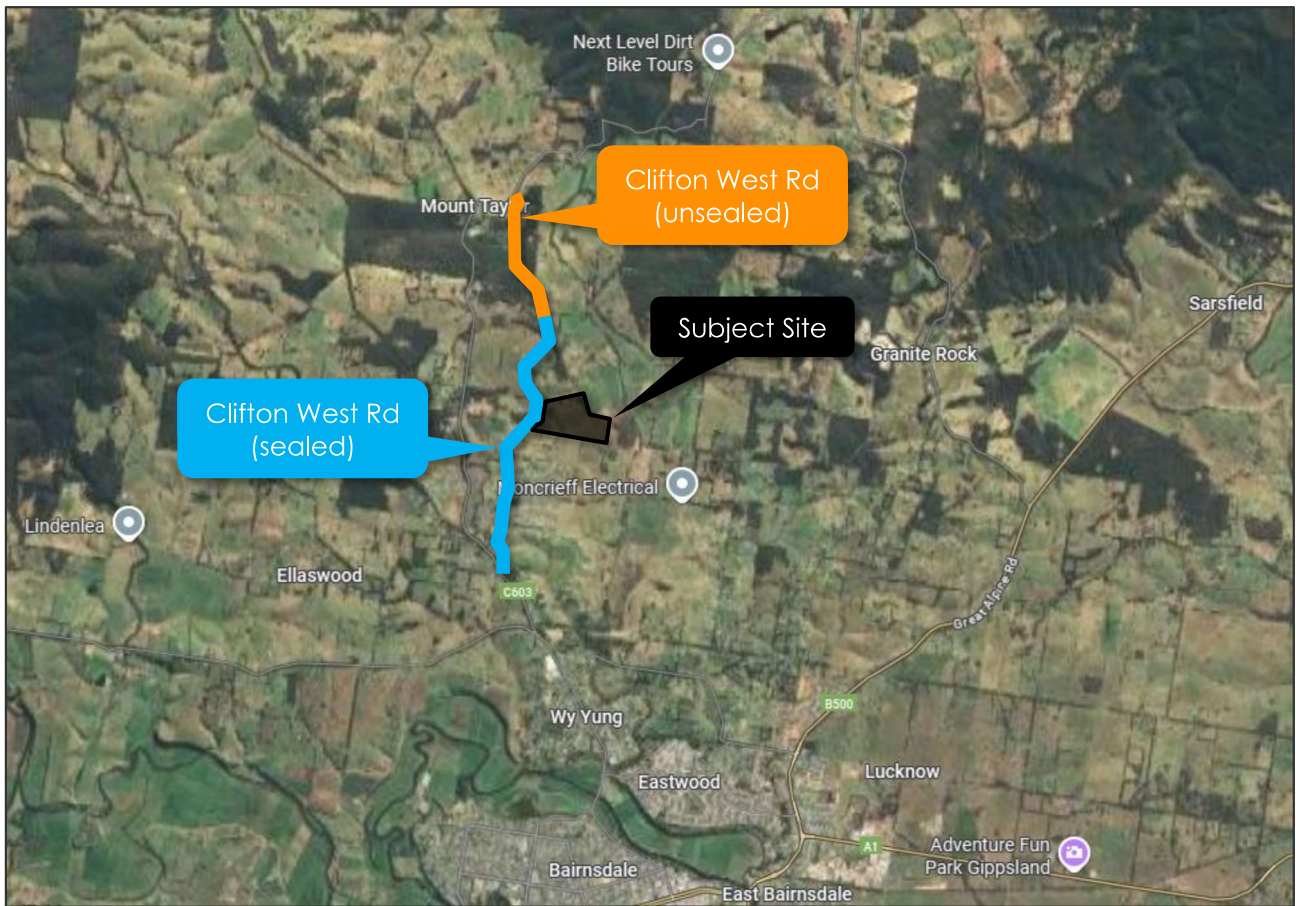 Next Level Dirt
Bike Tours
Clifton West Rd
(unsealed)
Mount Taylor
Subject Site
Sarsfield
Granite Rock
Clifton West Rd
(sealed)
Moncrieff Electrical
Lindenlea
Ellaswood
C603
Great Alpine Rd
B500
Wy Yung
Eastwood
Lucknow
A1
Adventure Fun
Park Gippsland
Bairnsdale
East Bairnsdale